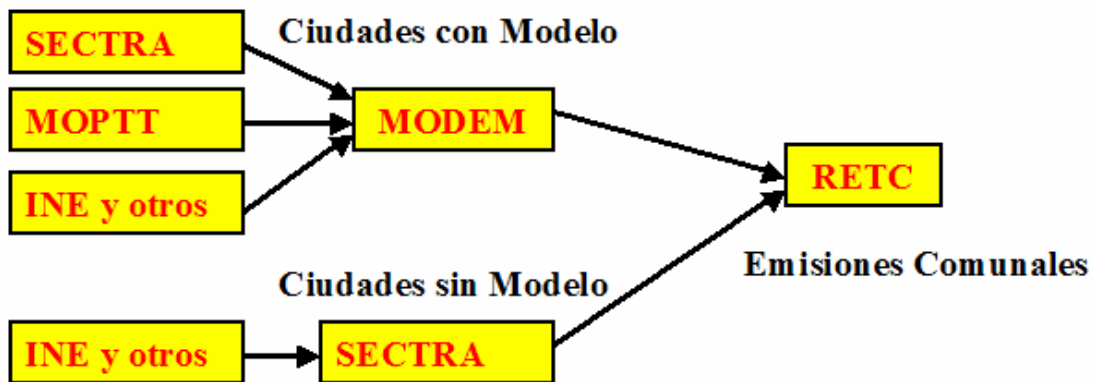 SECTRA
Ciudades con Modelo
MOPTT
MODEM
INE y otros
RETC
Emisiones Comunales
Ciudades sin Modelo
INE y otros
SECTRA